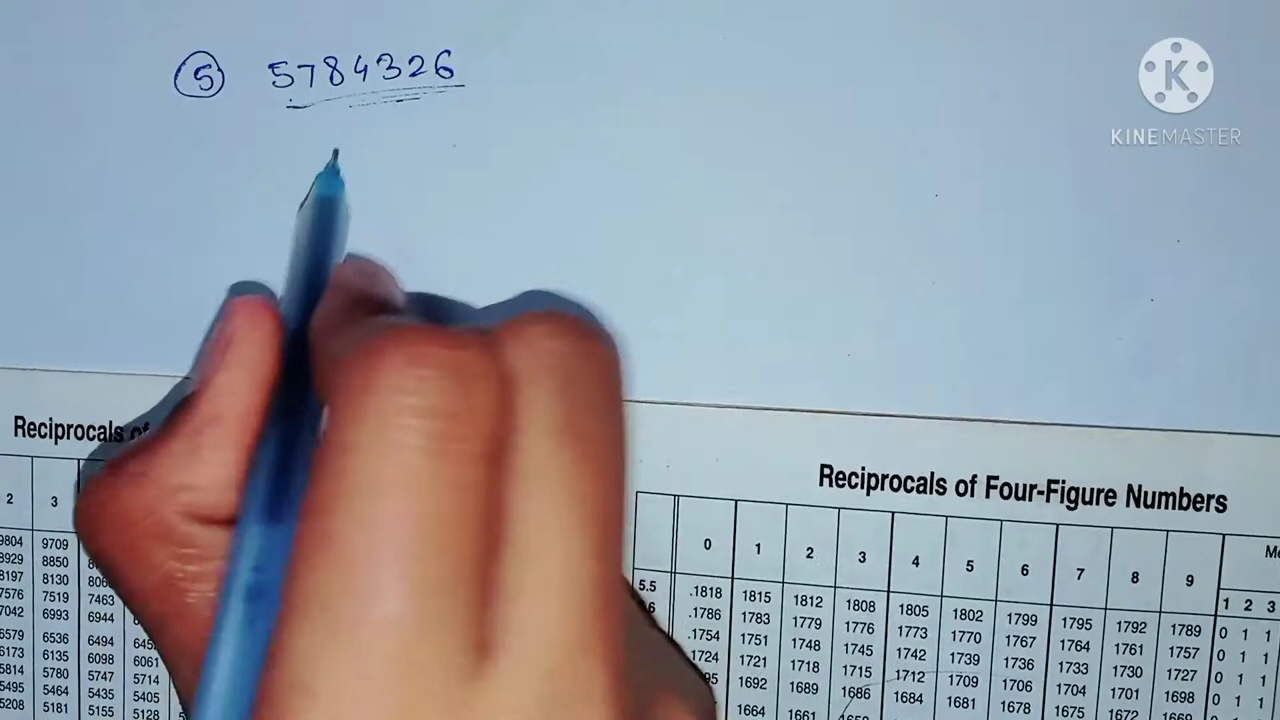 ⑤ 5784326
K
KINEMASTER
Reciprocals of
Reciprocals of Four-Figure Numbers
2 3
0 1 2 3 4 5 6 7 8 9
1 2 3
9804 9709
8929 8850
8197 8130
7576 7519 7463
7042 6993 6944
6579 6536 6494
6173 6135 6098 6061
5814 5780 5747 5714
5495 5464 5435 5405
5208 5181 5155 5128
5.5 .1818 1815 1812 1808 1805 1802 1799 1795 1792 1789 0 1 1
.1786 1783 1779 1776 1773 1770 1767 1764 1761 1757 0 1 1
.1754 1751 1748 1745 1742 1739 1736 1733 1730 1727 0 1 1
1724 1721 1718 1715 1712 1709 1706 1704 1701 1698 0 1 1
1692 1689 1686 1684 1681 1678 1675 1672
1664 1661